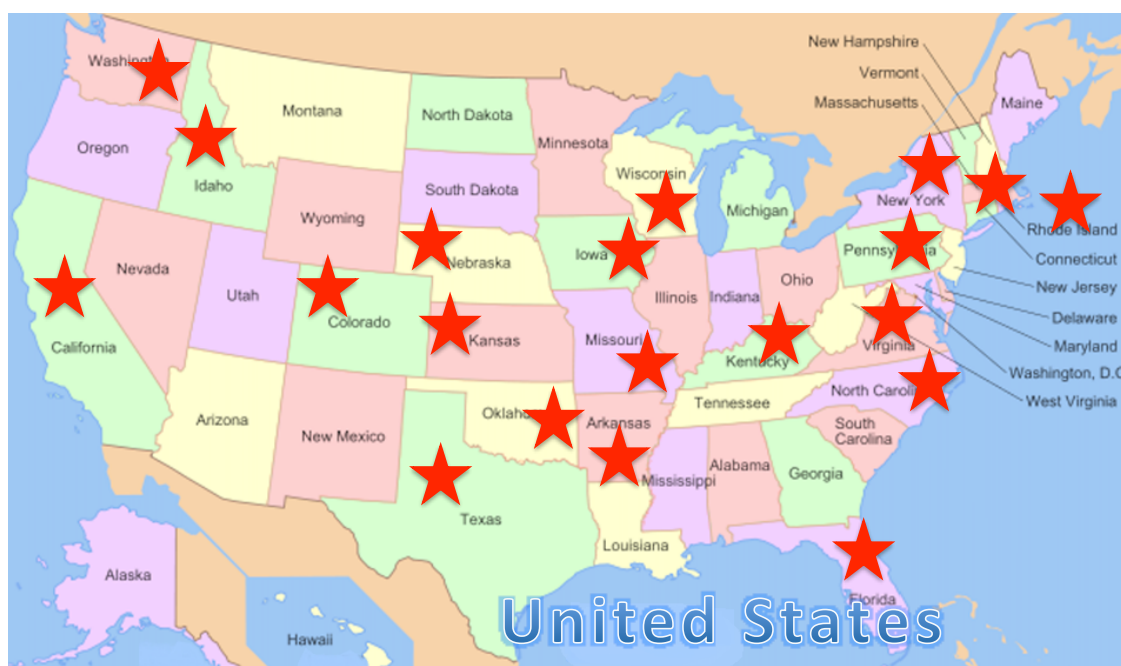 New Hampshire
Vermont
Massachusetts
Maine
Washington
Montana
North Dakota
Minnesota
Oregon
Idaho
South Dakota
Wisconsin
Michigan
New York
Wyoming
Rhode Island
Pennsylvania
Connecticut
Nevada
Nebraska
Iowa
Ohio
New Jersey
Utah
Illinois
Indiana
Delaware
Colorado
Kansas
Missouri
Virginia
Maryland
California
Kentucky
Washington, D.C
North Carolina
West Virginia
Tennessee
Arizona
Oklahoma
Arkansas
New Mexico
South
Carolina
Alabama
Georgia
Mississippi
Texas
Louisiana
Alaska
Florida
Hawaii
United States